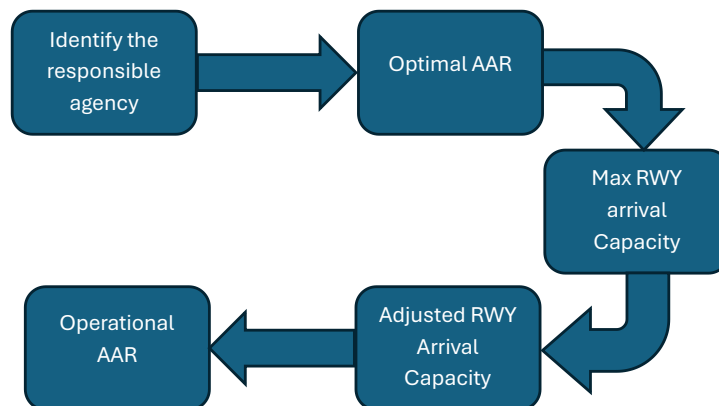 Identify the
responsible
agency
Optimal AAR
Max RWY
arrival
Capacity
Adjusted RWY
Arrival
Capacity
Operational
AAR